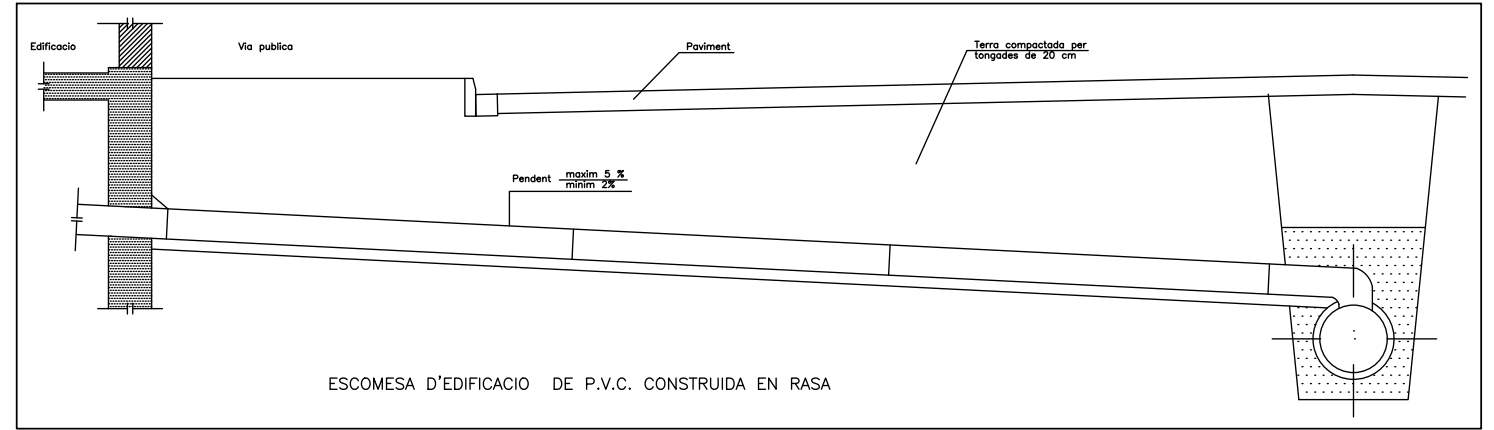 Edificacio
Via publica
Paviment
Terra compactada per
tongades de 20 cm
Pendent
maxim 5 %
minim 2%
ESCOMESA D'EDIFICACIO DE P.V.C. CONSTRUIDA EN RASA